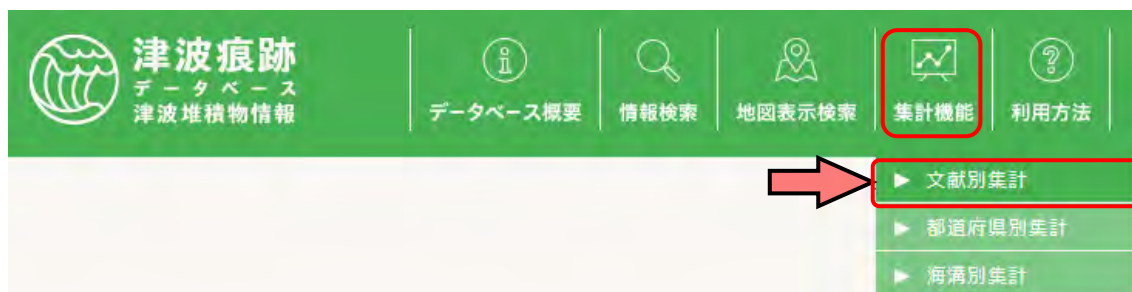 津波痕跡
データベース
津波堆積物情報
データベース概要
情報検索
地図表示検索
集計機能
利用方法
▶ 文献別集計
▶ 都道府県別集計
▶ 海溝別集計